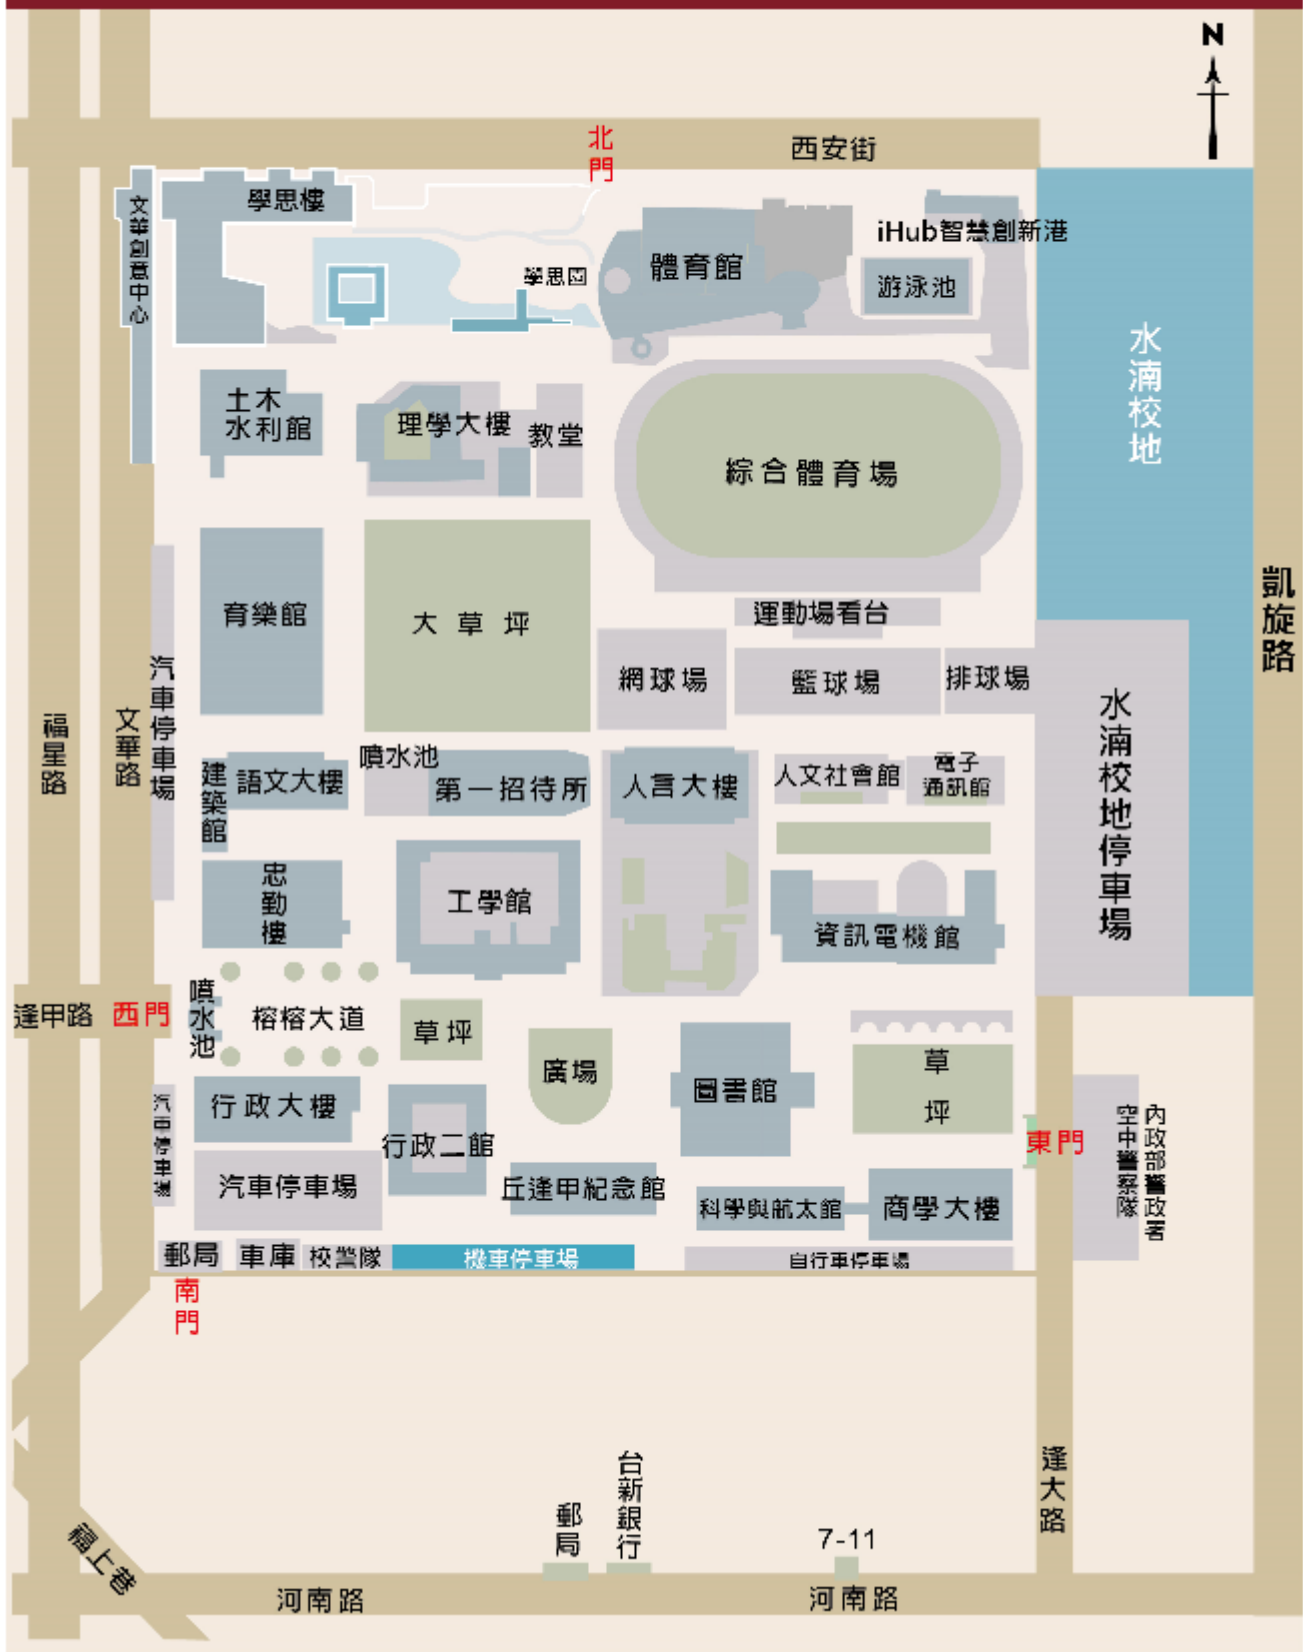 N
北門
西安街
文華創意中心
學思樓
iHub智慧創新港
學思園
體育館
游泳池
水湳校地
土木
水利館
理學大樓
教堂
綜合體育場
凱旋路
育樂館
大草坪
運動場看台
汽車停車場
網球場
籃球場
排球場
水湳校地停車場
福星路
文華路
噴水池
建築館
語文大樓
第一招待所
人言大樓
人文社會館
電子
通訊館
忠勤樓
工學館
資訊電機館
逢甲路
西門
噴水池
榕榕大道
草坪
廣場
圖書館
草坪
行政大樓
汽車停車場
行政二館
東門
內政部警政署
空中警察隊
汽車停車場
丘逢甲紀念館
科學與航太館
商學大樓
郵局
車庫
校警隊
機車停車場
自行車停車場
南門
逢大路
台新銀行
郵局
7-11
福上巷
河南路
河南路